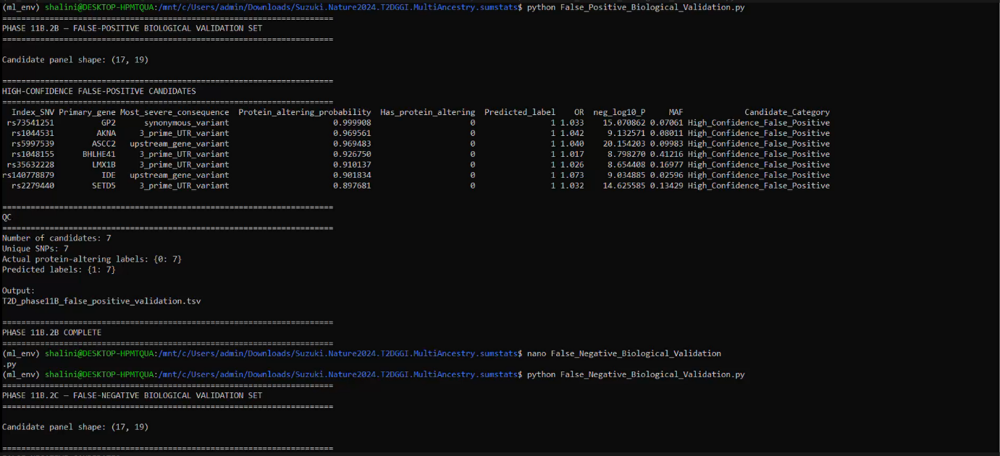 (ml_env) shalini@DESKTOP-HPMTQUA:/mnt/c/Users/admin/Downloads/Suzuki.Nature2024.T2DGGI.MultiAncestry.sumstats$ python False_Positive_Biological_Validation.py
======================================================================
PHASE 11B.2B — FALSE-POSITIVE BIOLOGICAL VALIDATION SET
======================================================================
Candidate panel shape: (17, 19)
======================================================================
HIGH-CONFIDENCE FALSE-POSITIVE CANDIDATES
======================================================================
Index_SNV Primary_gene Most_severe_consequence Protein_altering_probability Has_protein_altering Predicted_label OR neg_log10_P MAF Candidate_Category
rs73541251 GP2 synonymous_variant 0.999908 0 1 1.033 15.070862 0.07061 High_Confidence_False_Positive
rs1044531 AKNA 3_prime_UTR_variant 0.969561 0 1 1.042 9.132571 0.08011 High_Confidence_False_Positive
rs5997539 ASCC2 upstream_gene_variant 0.969483 0 1 1.040 20.154203 0.09983 High_Confidence_False_Positive
rs1048155 BHLHE41 3_prime_UTR_variant 0.926750 0 1 1.017 8.798270 0.41216 High_Confidence_False_Positive
rs35632228 LMX1B 3_prime_UTR_variant 0.910137 0 1 1.026 8.654408 0.16977 High_Confidence_False_Positive
rs140778879 IDE upstream_gene_variant 0.901834 0 1 1.073 9.034885 0.02596 High_Confidence_False_Positive
rs2279440 SETD5 3_prime_UTR_variant 0.897681 0 1 1.032 14.625585 0.13429 High_Confidence_False_Positive
======================================================================
QC
======================================================================
Number of candidates: 7
Unique SNPs: 7
Actual protein-altering labels: {0: 7}
Predicted labels: {1: 7}
Output:
T2D_phase11B_false_positive_validation.tsv
======================================================================
PHASE 11B.2B COMPLETE
======================================================================
(ml_env) shalini@DESKTOP-HPMTQUA:/mnt/c/Users/admin/Downloads/Suzuki.Nature2024.T2DGGI.MultiAncestry.sumstats$ nano False_Negative_Biological_Validation
.py
(ml_env) shalini@DESKTOP-HPMTQUA:/mnt/c/Users/admin/Downloads/Suzuki.Nature2024.T2DGGI.MultiAncestry.sumstats$ python False_Negative_Biological_Validation.py
======================================================================
PHASE 11B.2C — FALSE-NEGATIVE BIOLOGICAL VALIDATION SET
======================================================================
Candidate panel shape: (17, 19)
======================================================================